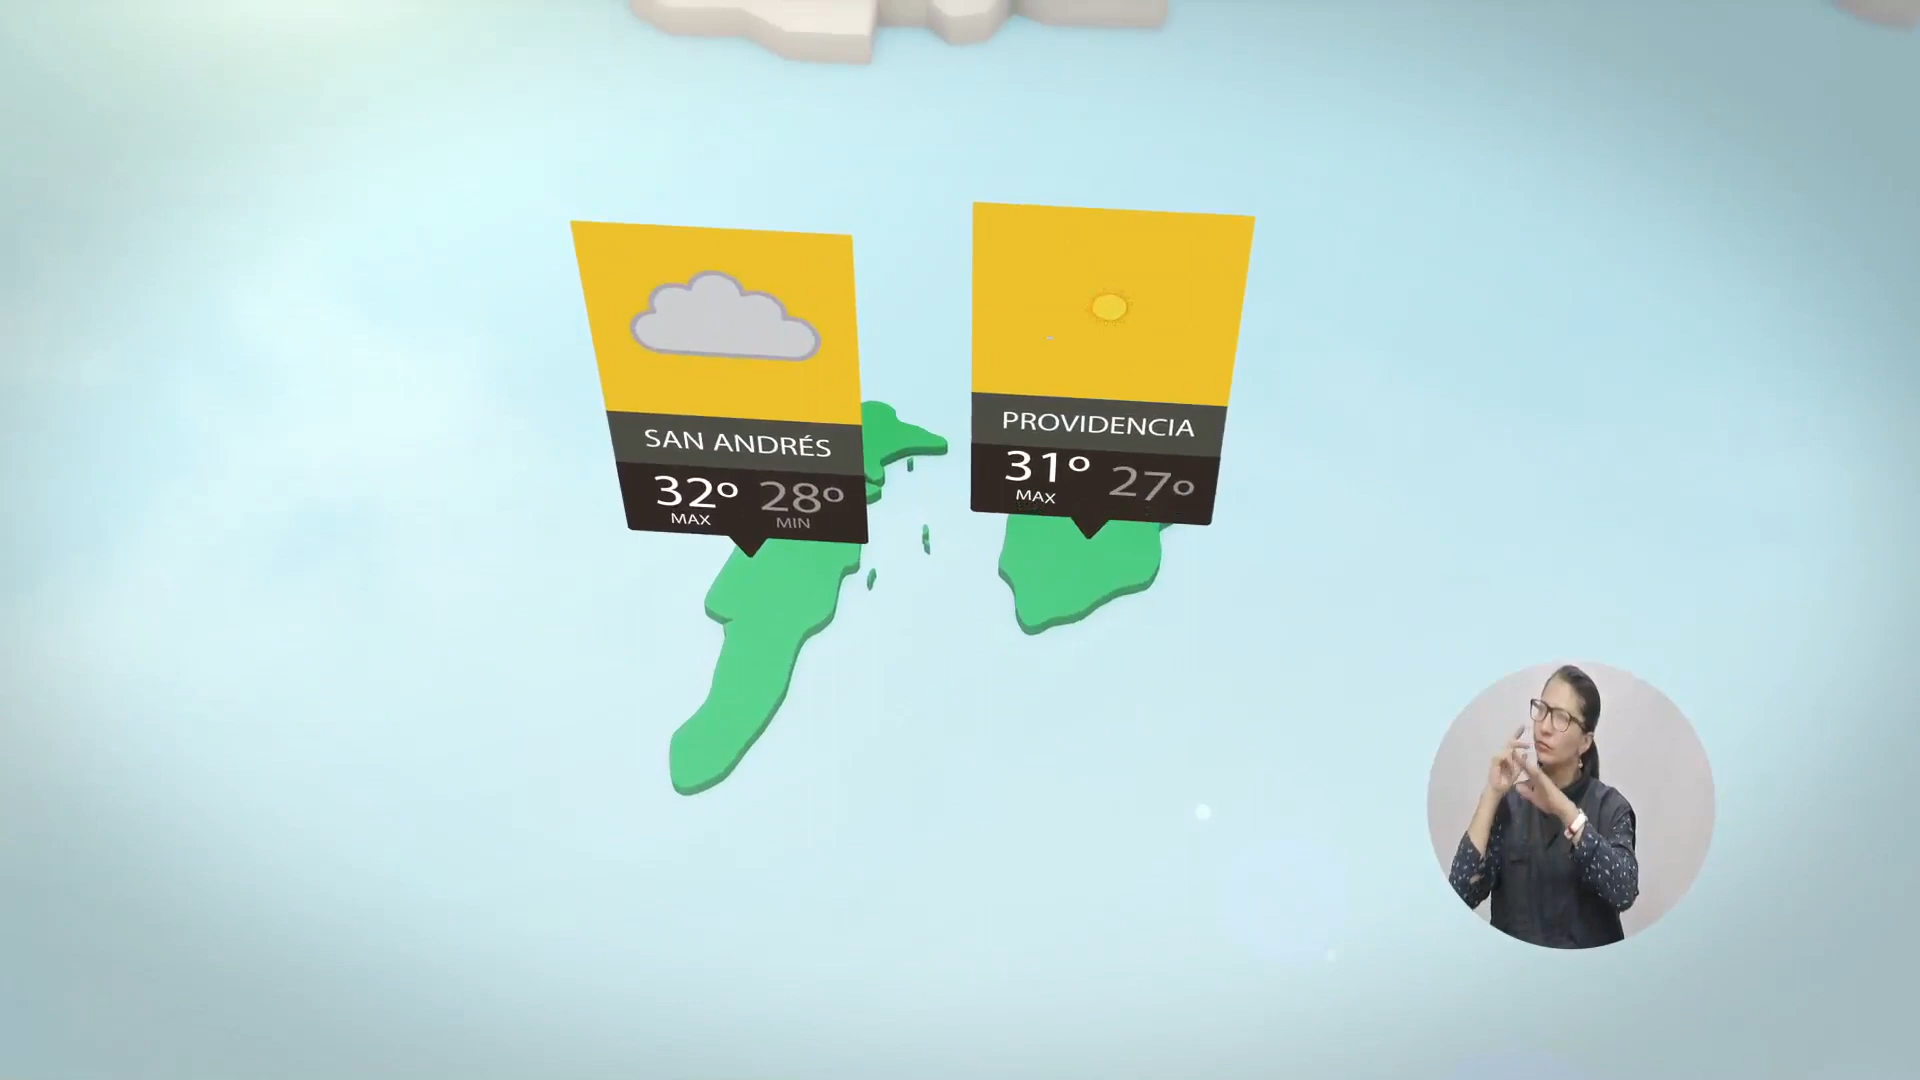 SAN ANDRÉS
32º 28º
MAX MIN
PROVIDENCIA
31º 27º
MAX